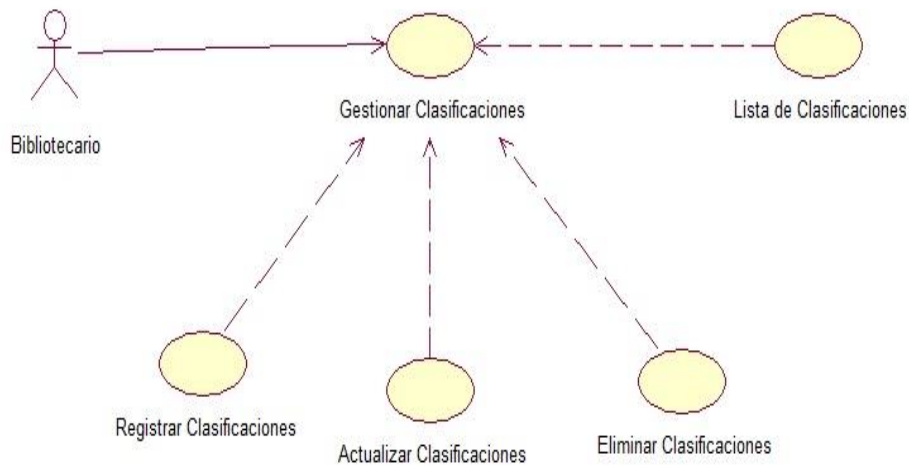 Gestionar Clasificaciones
Lista de Clasificaciones
Bibliotecario
Registrar Clasificaciones
Actualizar Clasificaciones
Eliminar Clasificaciones